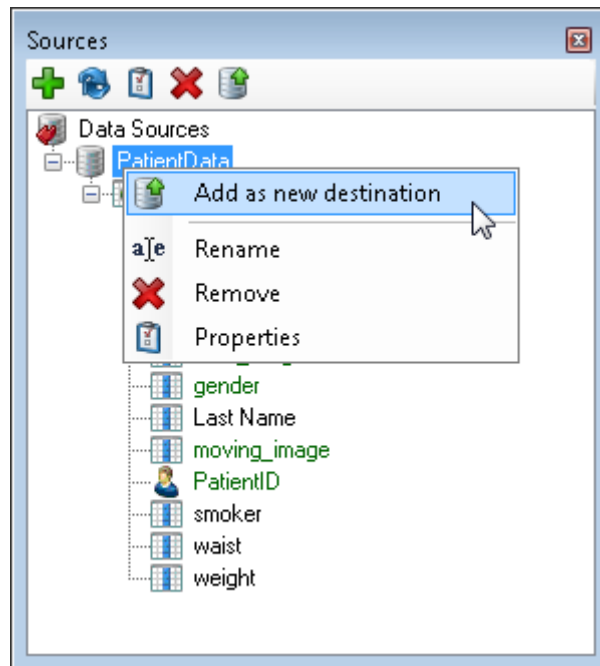 Sources
Data Sources
PatientData
Add as new destination
Rename
Remove
Properties
gender
Last Name
moving_image
PatientID
smoker
waist
weight